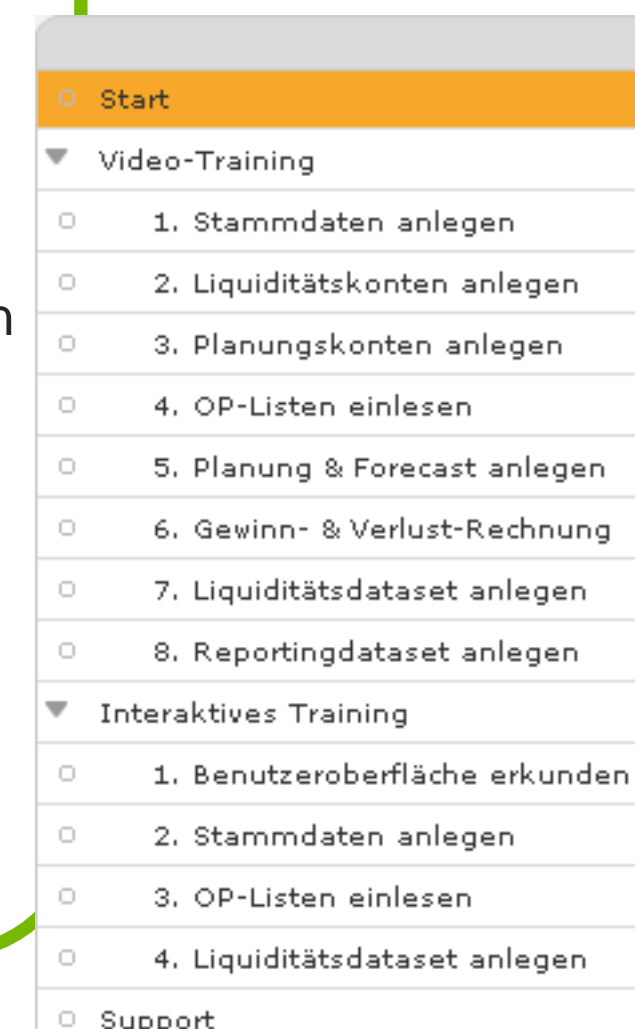 Start
Video-Training
1. Stammdaten anlegen
2. Liquiditätskonten anlegen
n
3. Planungskonten anlegen
4. OP-Listen einlesen
5. Planung & Forecast anlegen
6. Gewinn- & Verlust-Rechnung
7. Liquiditätsdataset anlegen
8. Reportingdataset anlegen
Interaktives Training
1. Benutzeroberfläche erkunden
2. Stammdaten anlegen
3. OP-Listen einlesen
4. Liquiditätsdataset anlegen
Support